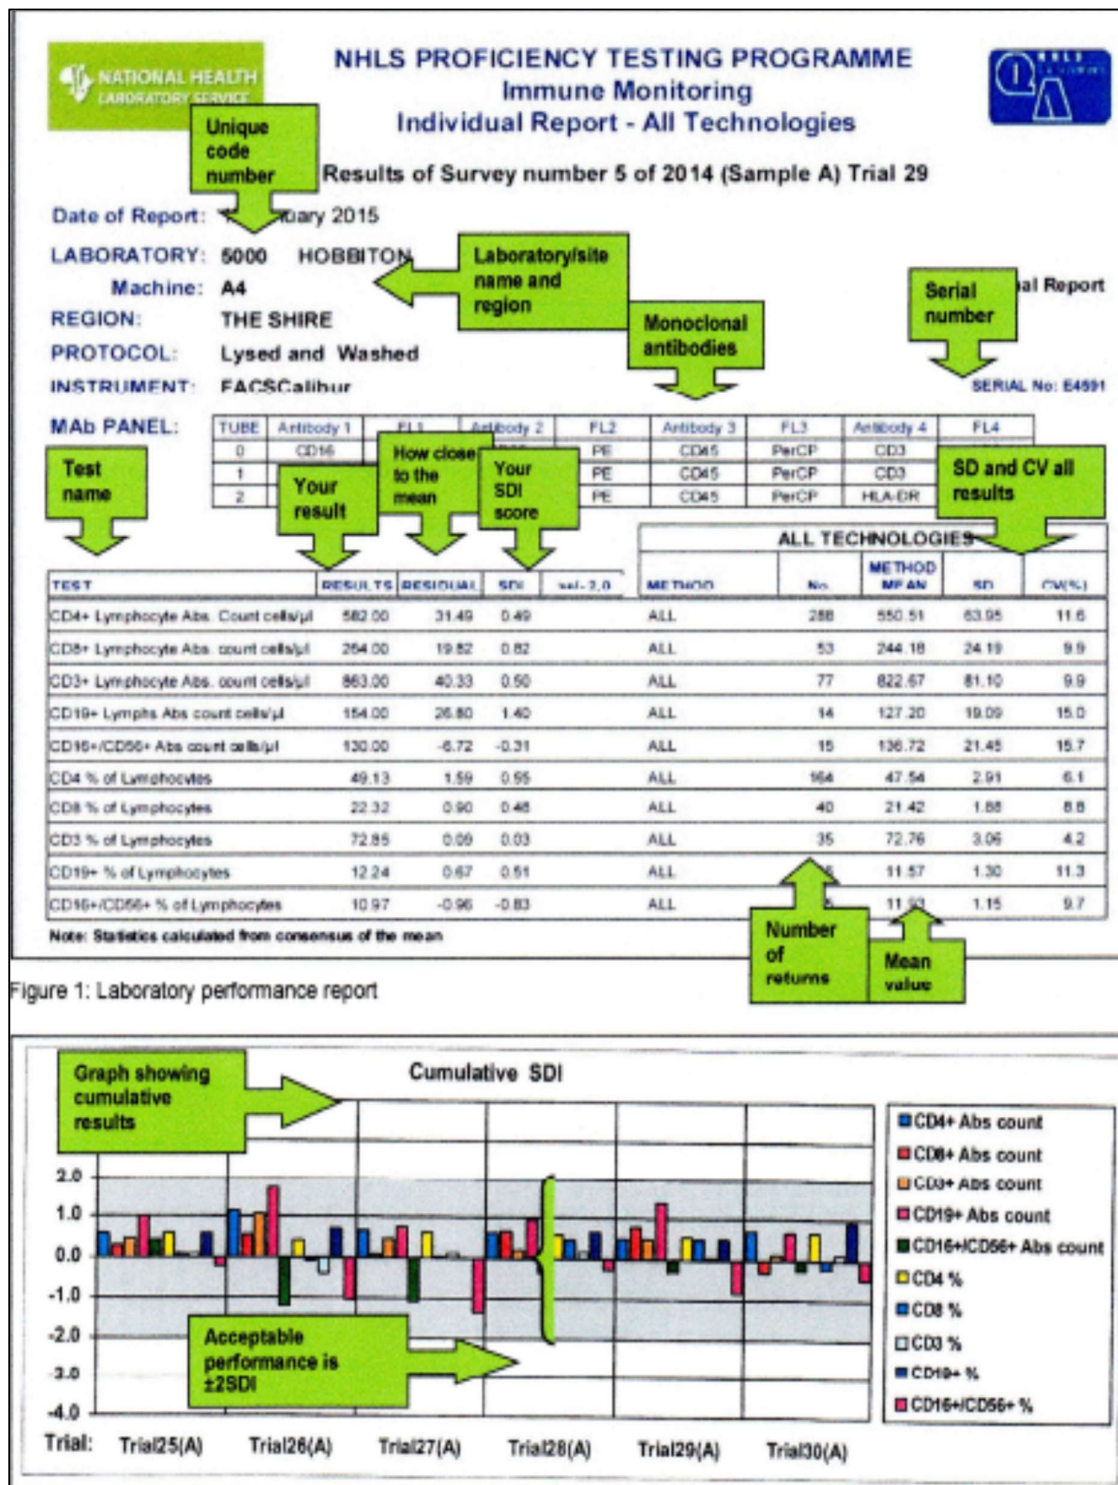 NATIONAL HEALTH
LABORATORY SERVICE
NHLS PROFICIENCY TESTING PROGRAMME
Immune Monitoring
Individual Report - All Technologies
NHLS
QA
Unique
code
number
Results of Survey number 5 of 2014 (Sample A) Trial 29
Date of Report: uary 2015
LABORATORY: 5000 HOBBITON
Laboratory/site
name and
region
Machine: A4
Serial
number
al Report
REGION: THE SHIRE
Monoclonal
antibodies
PROTOCOL: Lysed and Washed
INSTRUMENT: FACSCalibur
SERIAL No: E4691
MAb PANEL:
TUBE Antibody 1 FL1 Antibody 2 FL2 Antibody 3 FL3 Antibody 4 FL4
0 CD16 PE CD45 PerCP CD3
1 PE CD45 PerCP CD3
2 PE CD45 PerCP HLA-DR
Test
name
Your
result
How close
to the
mean
Your
SDI
score
SD and CV all
results
ALL TECHNOLOGIES
TEST RESULTS RESIDUAL SDI METHOD No. METHOD MEAN SD CV(%)
CD4+ Lymphocyte Abs. Count cells/µl 582.00 31.49 0.49 ALL 288 550.51 63.95 11.6
CD8+ Lymphocyte Abs. count cells/µl 264.00 19.82 0.82 ALL 53 244.18 24.19 9.9
CD3+ Lymphocyte Abs. count cells/µl 863.00 40.33 0.50 ALL 77 822.67 81.10 9.9
CD19+ Lymphs Abs count cells/µl 154.00 26.80 1.40 ALL 14 127.20 19.09 15.0
CD16+/CD56+ Abs count cells/µl 130.00 -6.72 -0.31 ALL 15 136.72 21.45 15.7
CD4 % of Lymphocytes 49.13 1.59 0.55 ALL 164 47.54 2.91 6.1
CD8 % of Lymphocytes 22.32 0.90 0.48 ALL 40 21.42 1.88 8.8
CD3 % of Lymphocytes 72.85 0.09 0.03 ALL 35 72.76 3.06 4.2
CD19+ % of Lymphocytes 12.24 0.67 0.51 ALL 11.57 1.30 11.3
CD16+/CD56+ % of Lymphocytes 10.97 -0.96 -0.83 ALL 11.93 1.15 9.7
Note: Statistics calculated from consensus of the mean
Number
of
returns
Mean
value
Figure 1: Laboratory performance report
Graph showing
cumulative
results
Cumulative SDI
2.0
1.0
0.0
-1.0
-2.0
-3.0
-4.0
Acceptable
performance is
±2SDI
Trial: Trial25(A) Trial26(A) Trial27(A) Trial28(A) Trial29(A) Trial30(A)
CD4+ Abs count
CD8+ Abs count
CD3+ Abs count
CD19+ Abs count
CD16+/CD56+ Abs count
CD4 %
CD8 %
CD3 %
CD19+ %
CD16+/CD56+ %